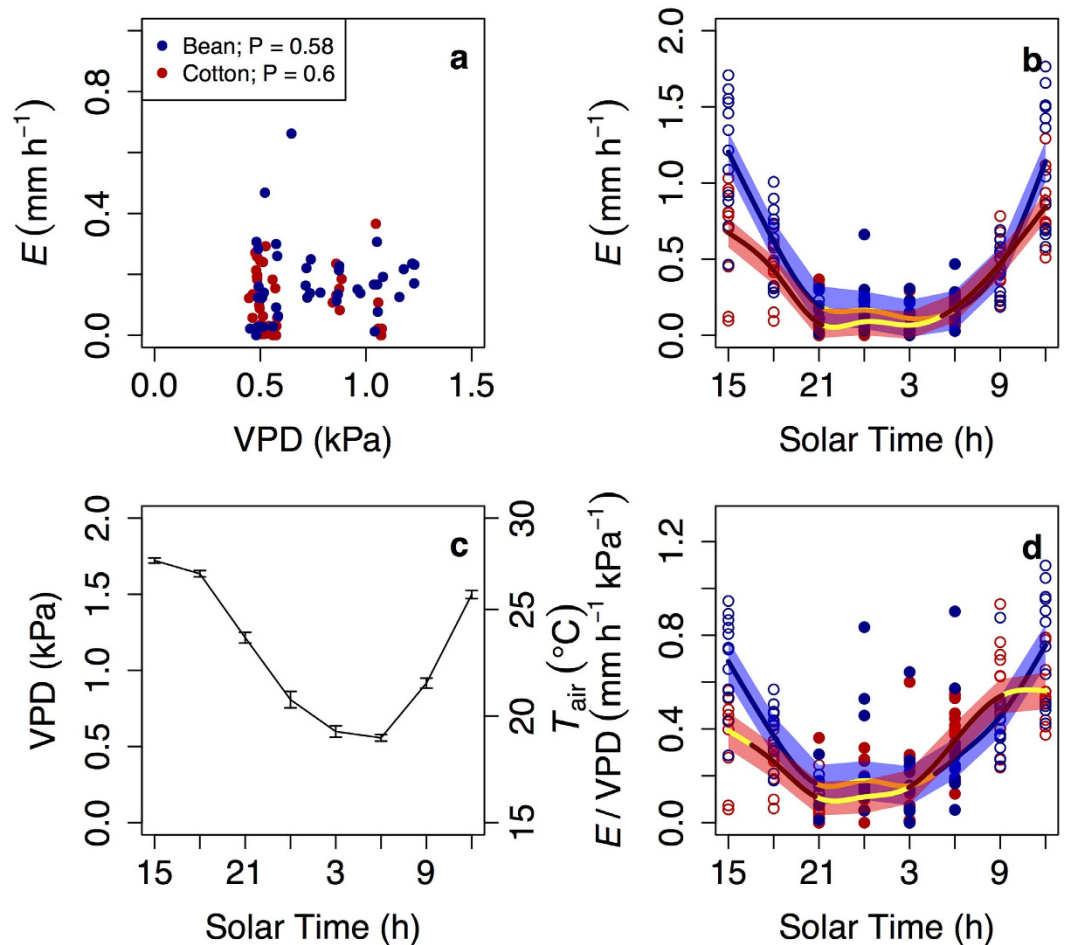 a
Bean; P = 0.58
Cotton; P = 0.6
E (mm h⁻¹)
0.0 0.4 0.8
0.0 0.5 1.0 1.5
VPD (kPa)
b
E (mm h⁻¹)
0.0 0.5 1.0 1.5 2.0
15 21 3 9
Solar Time (h)
c
VPD (kPa)
0.0 0.5 1.0 1.5 2.0
15 20 25 30
T air (°C)
15 21 3 9
Solar Time (h)
d
E / VPD (mm h⁻¹ kPa⁻¹)
0.0 0.4 0.8 1.2
15 21 3 9
Solar Time (h)